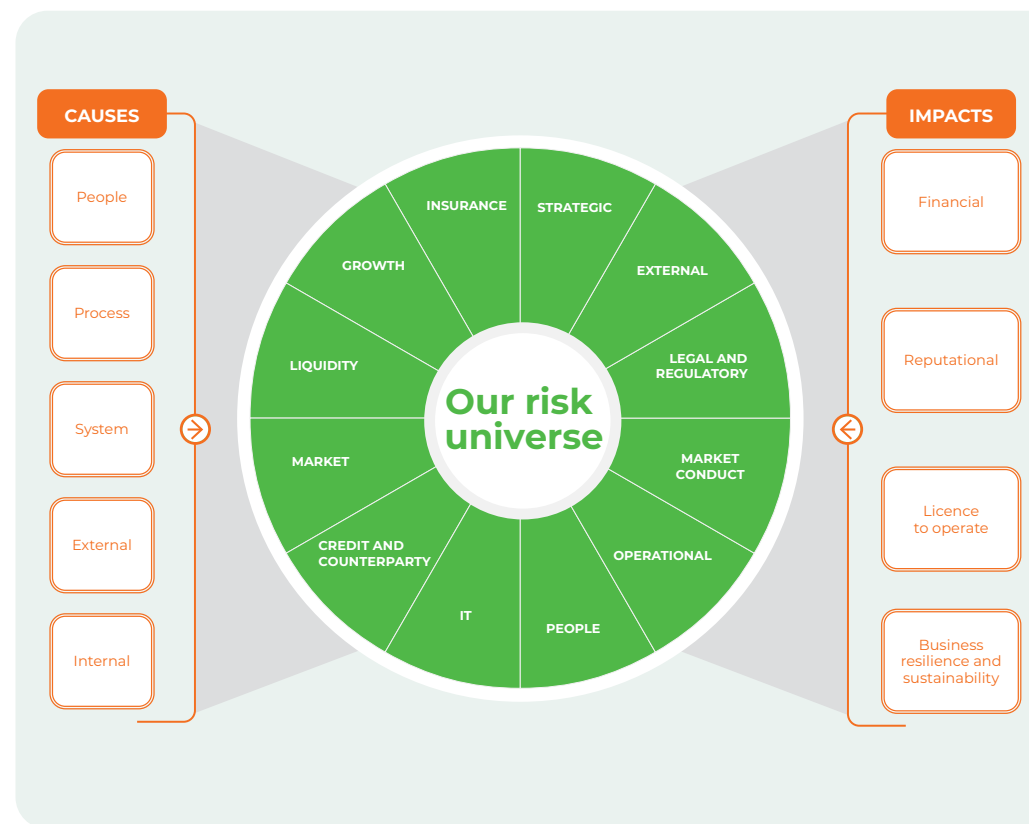 CAUSES
People
Process
System
External
Internal
INSURANCE
STRATEGIC
GROWTH
EXTERNAL
LIQUIDITY
LEGAL AND
REGULATORY
Our risk
universe
MARKET
MARKET
CONDUCT
CREDIT AND
COUNTERPARTY
OPERATIONAL
IT
PEOPLE
IMPACTS
Financial
Reputational
Licence
to operate
Business
resilience and
sustainability